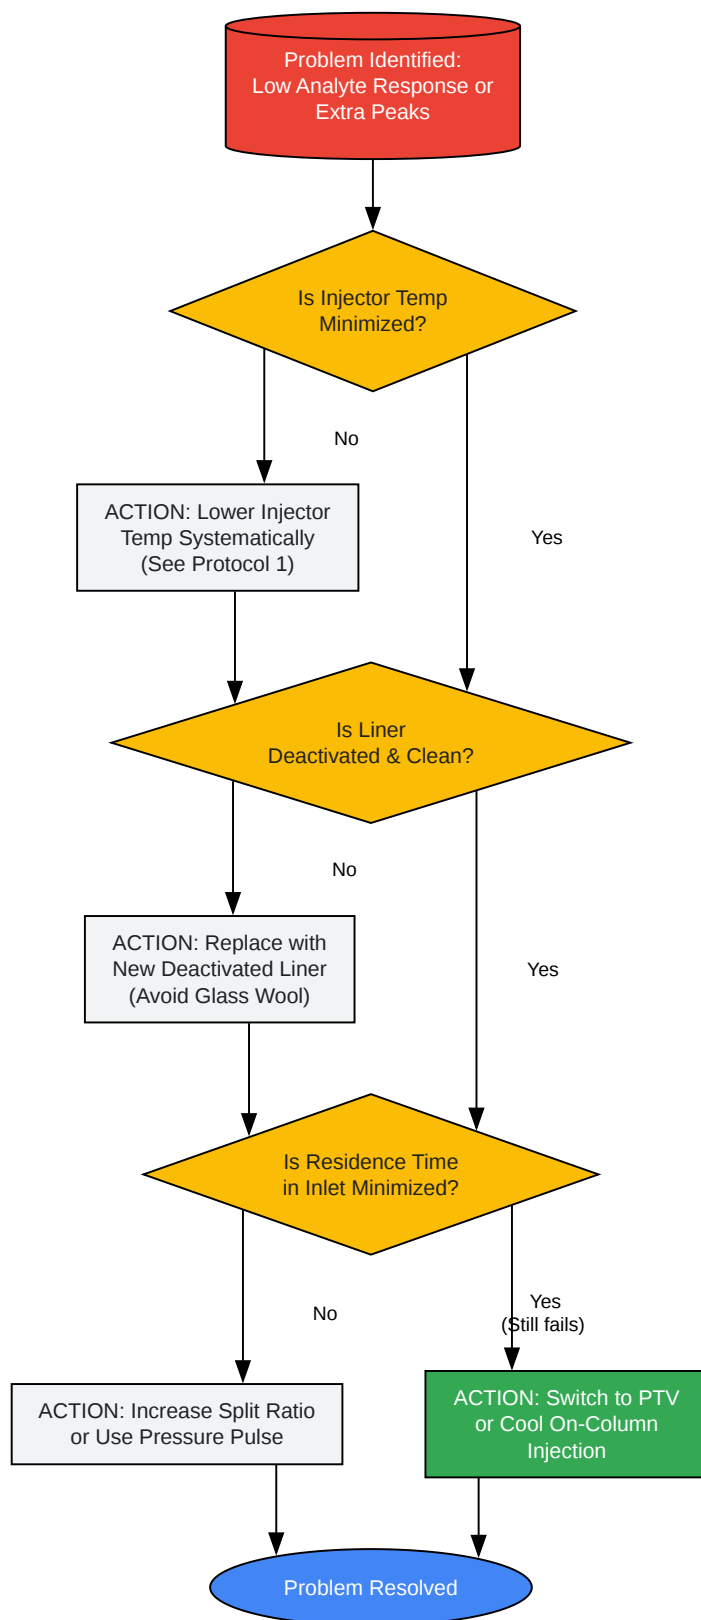 Problem Identified:
Low Analyte Response or
Extra Peaks
Is Injector Temp
Minimized?
No
Yes
ACTION: Lower Injector
Temp Systematically
(See Protocol 1)
Is Liner
Deactivated & Clean?
No
Yes
ACTION: Replace with
New Deactivated Liner
(Avoid Glass Wool)
Is Residence Time
in Inlet Minimized?
No
Yes
(Still fails)
ACTION: Increase Split Ratio
or Use Pressure Pulse
ACTION: Switch to PTV
or Cool On-Column
Injection
Problem Resolved